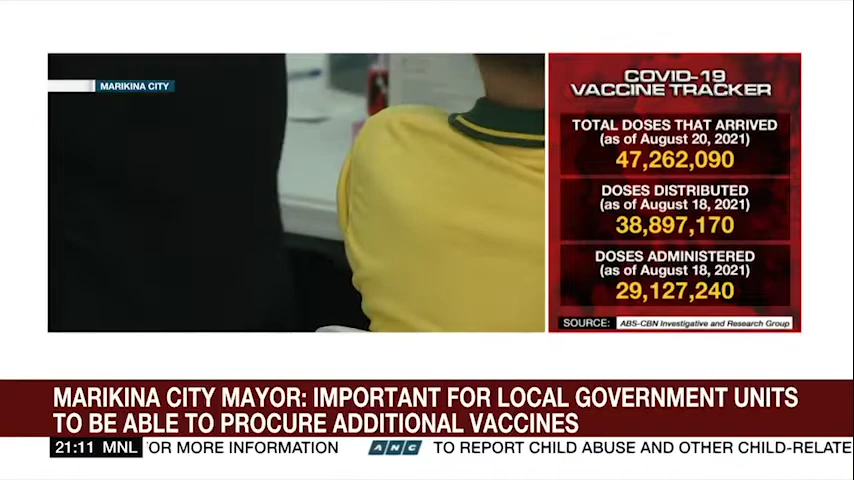 MARIKINA CITY
COVID-19
VACCINE TRACKER
TOTAL DOSES THAT ARRIVED
(as of August 20, 2021)
47,262,090
DOSES DISTRIBUTED
(as of August 18, 2021)
38,897,170
DOSES ADMINISTERED
(as of August 18, 2021)
29,127,240
SOURCE: ABS-CBN Investigative and Research Group
MARIKINA CITY MAYOR: IMPORTANT FOR LOCAL GOVERNMENT UNITS
TO BE ABLE TO PROCURE ADDITIONAL VACCINES
21:11 MNL OR MORE INFORMATION ANC TO REPORT CHILD ABUSE AND OTHER CHILD-RELATE